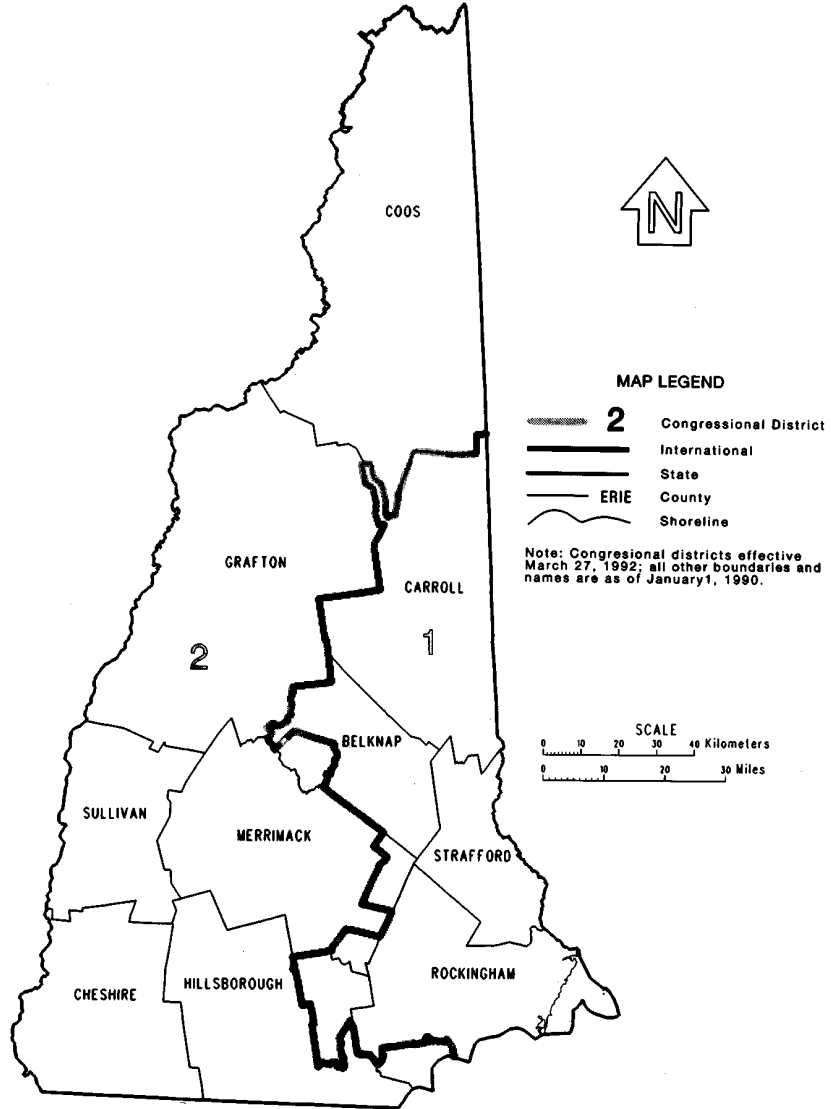 COOS
N
MAP LEGEND
2 Congressional District
International
State
ERIE County
Shoreline
Note: Congresional districts effective
March 27, 1992; all other boundaries and
names are as of January1, 1990.
GRAFTON
CARROLL
2
1
SCALE
0 10 20 30 40 Kilometers
0 10 20 30 Miles
BELKNAP
SULLIVAN
MERRIMACK
STRAFFORD
CHESHIRE
HILLSBOROUGH
ROCKINGHAM